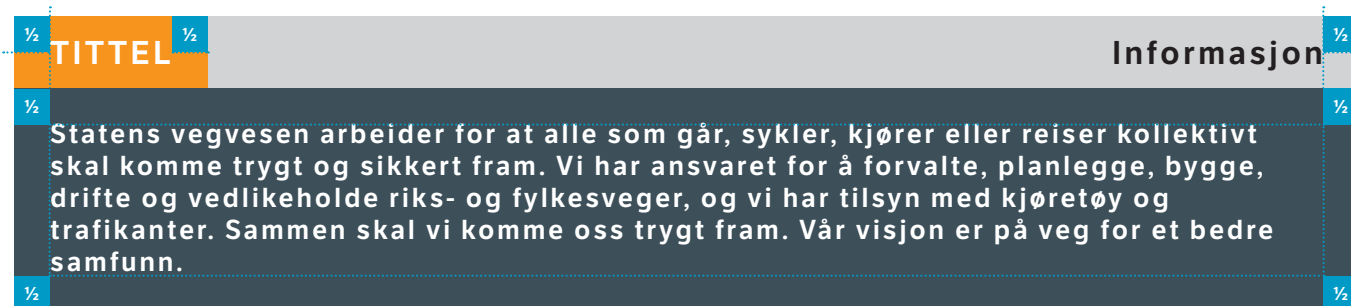 ½ ½ ½
TITTEL Informasjon
½ ½
Statens vegvesen arbeider for at alle som går, sykler, kjører eller reiser kollektivt
skal komme trygt og sikkert fram. Vi har ansvaret for å forvalte, planlegge, bygge,
drifte og vedlikeholde riks- og fylkesveger, og vi har tilsyn med kjøretøy og
trafikanter. Sammen skal vi komme oss trygt fram. Vår visjon er på veg for et bedre
samfunn.
½ ½